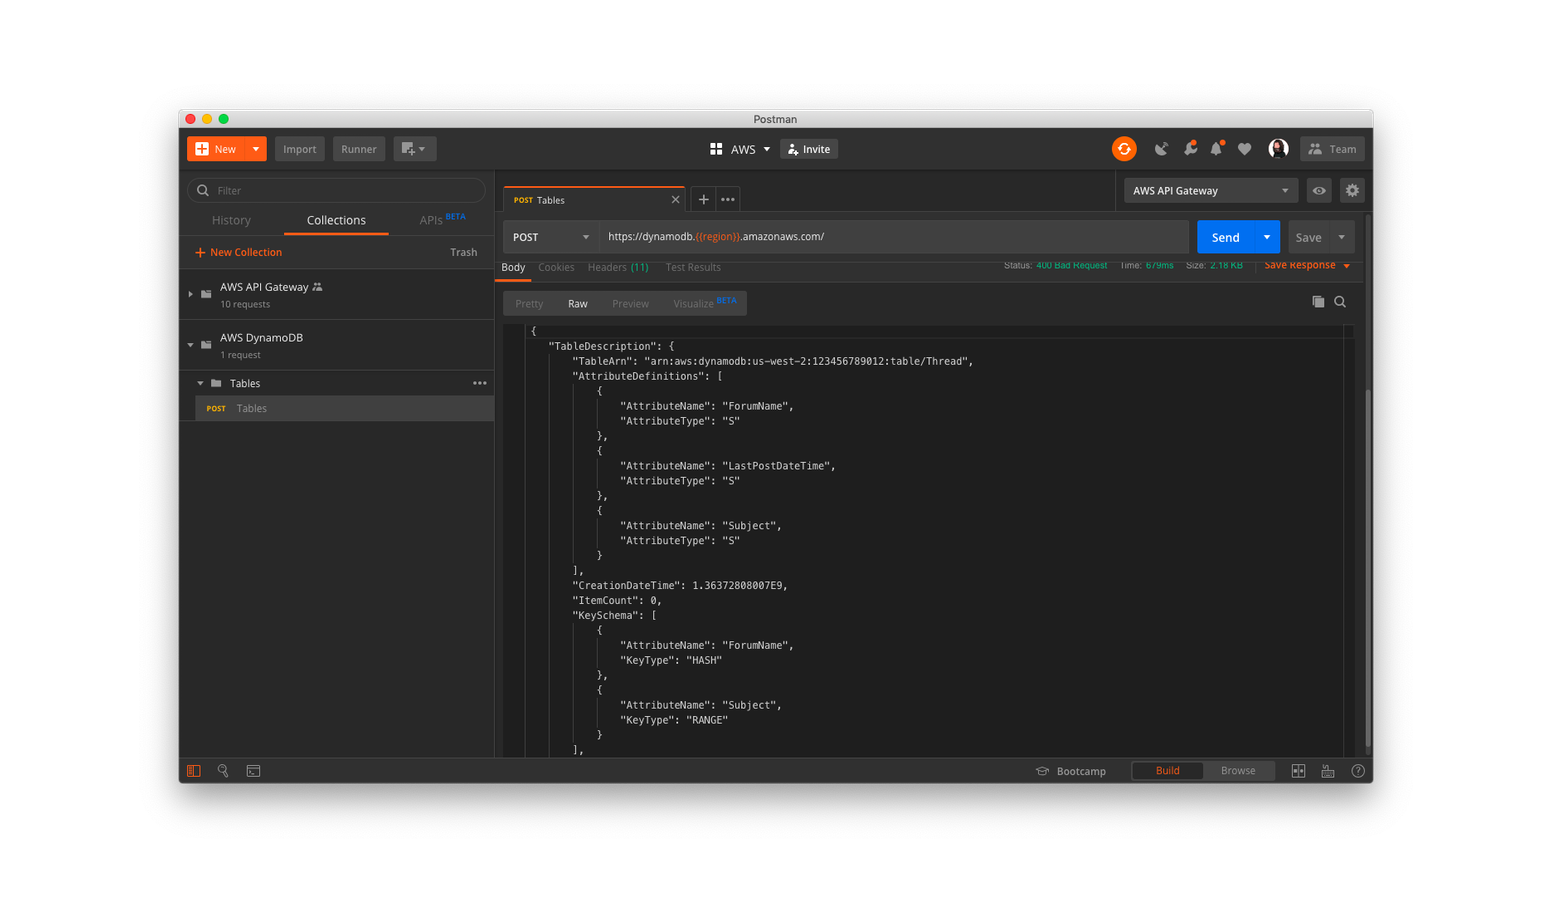 Postman
New
Import
Runner
AWS
Invite
Team
Filter
History
Collections
APIs BETA
New Collection
Trash
AWS API Gateway
10 requests
AWS DynamoDB
1 request
Tables
POST Tables
POST Tables
AWS API Gateway
POST
https://dynamodb.{{region}}.amazonaws.com/
Send
Save
Body
Cookies
Headers (11)
Test Results
Status: 400 Bad Request
Time: 679ms
Size: 2.18 KB
Save Response
Pretty
Raw
Preview
Visualize BETA
{
"TableDescription": {
"TableArn": "arn:aws:dynamodb:us-west-2:123456789012:table/Thread",
"AttributeDefinitions": [
{
"AttributeName": "ForumName",
"AttributeType": "S"
},
{
"AttributeName": "LastPostDateTime",
"AttributeType": "S"
},
{
"AttributeName": "Subject",
"AttributeType": "S"
}
],
"CreationDateTime": 1.36372808007E9,
"ItemCount": 0,
"KeySchema": [
{
"AttributeName": "ForumName",
"KeyType": "HASH"
},
{
"AttributeName": "Subject",
"KeyType": "RANGE"
}
],
Bootcamp
Build
Browse